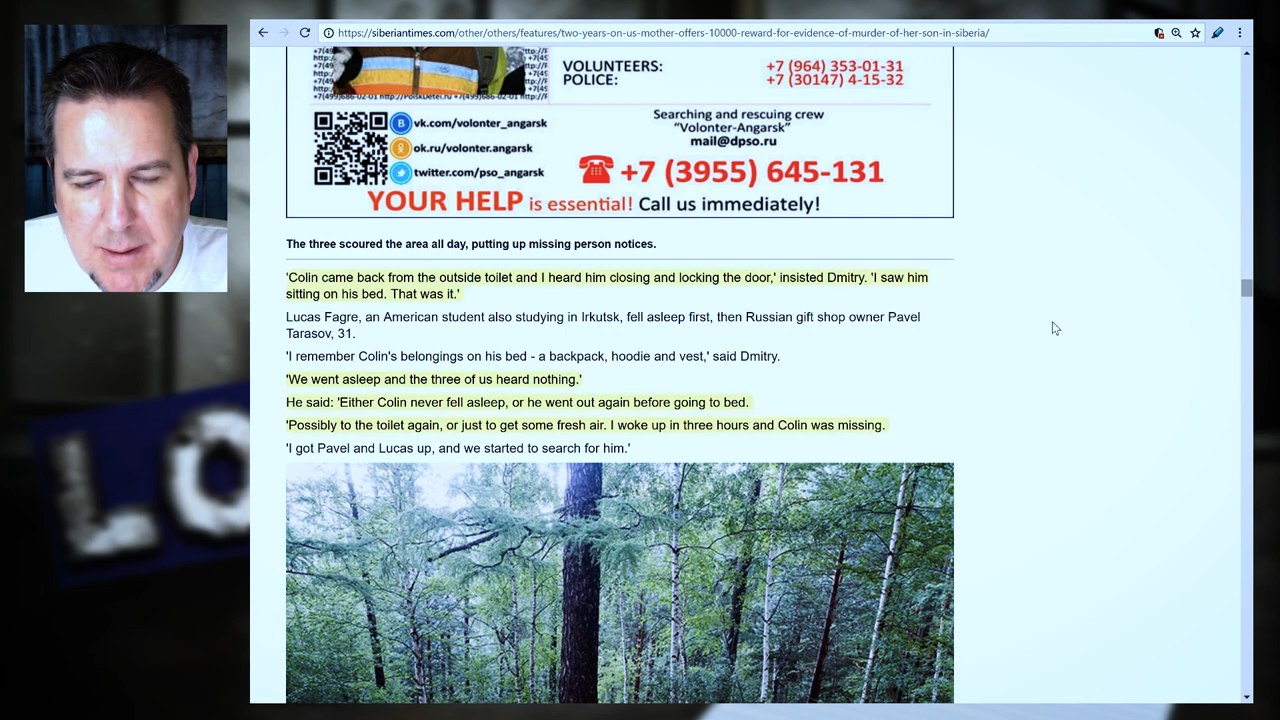 https://siberiantimes.com/other/others/features/two-years-on-us-mother-offers-10000-reward-for-evidence-of-murder-of-her-son-in-siberia/
VOLUNTEERS: +7 (964) 353-01-31
POLICE: +7 (30147) 4-15-32
Searching and rescuing crew
"Volonter-Angarsk"
mail@dpso.ru
vk.com/volonter_angarsk
ok.ru/volonter.angarsk
twitter.com/pso_angarsk
+7 (3955) 645-131
YOUR HELP is essential! Call us immediately!
The three scoured the area all day, putting up missing person notices.
'Colin came back from the outside toilet and I heard him closing and locking the door,' insisted Dmitry. 'I saw him
sitting on his bed. That was it.'
Lucas Fagre, an American student also studying in Irkutsk, fell asleep first, then Russian gift shop owner Pavel
Tarasov, 31.
'I remember Colin's belongings on his bed - a backpack, hoodie and vest,' said Dmitry.
'We went asleep and the three of us heard nothing.'
He said: 'Either Colin never fell asleep, or he went out again before going to bed.
'Possibly to the toilet again, or just to get some fresh air. I woke up in three hours and Colin was missing.
'I got Pavel and Lucas up, and we started to search for him.'
LO